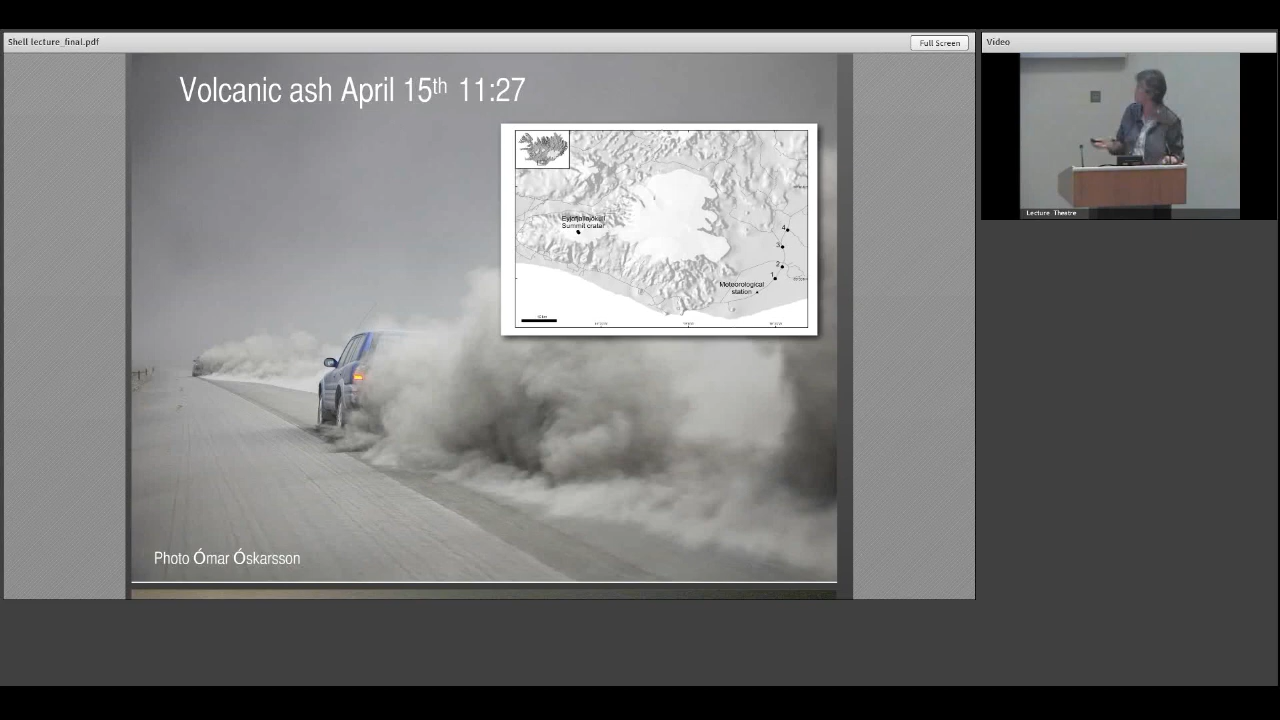 Shell lecture_final.pdf
Full Screen
Video
Volcanic ash April 15th 11:27
Eyjafjallajökull
Summit crater
4
3
2
1
Meteorological
station
Photo Ómar Óskarsson
Lecture Theatre